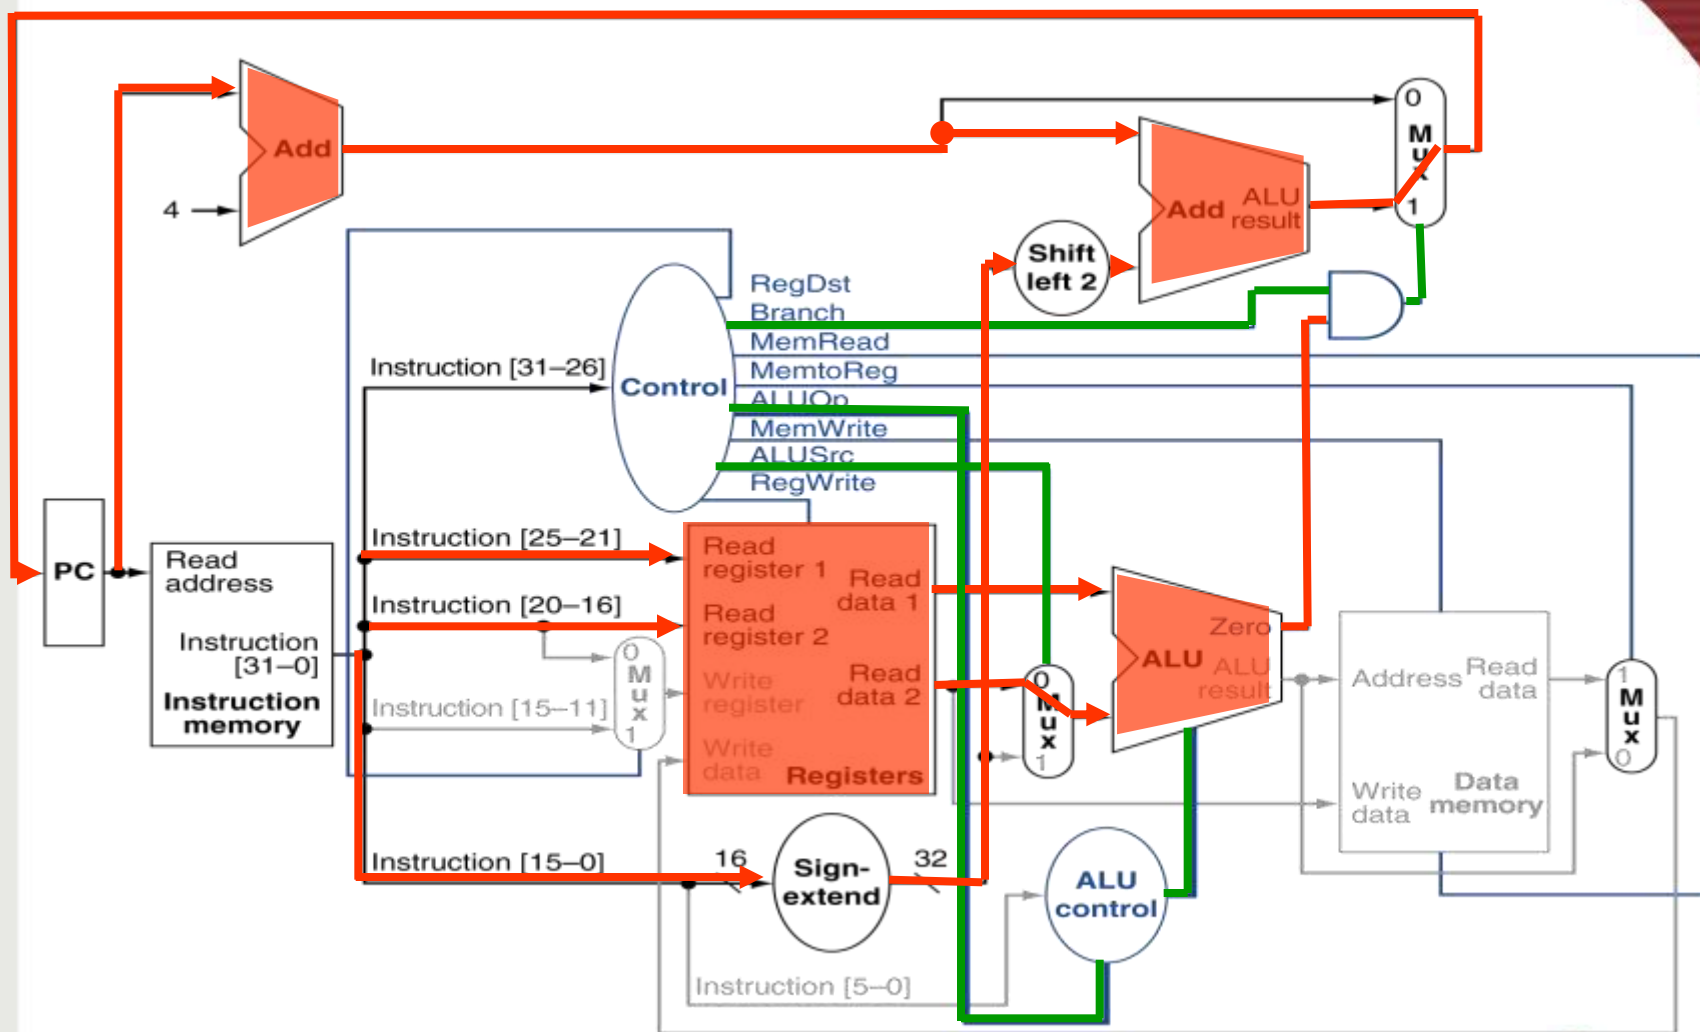 0
M
u
x
1
Add
4
Add
ALU
result
Shift
left 2
RegDst
Branch
MemRead
MemtoReg
ALUOp
MemWrite
ALUSrc
RegWrite
Instruction [31–26]
Control
PC
Read
address
Instruction
[31–0]
Instruction
memory
Instruction [25–21]
Instruction [20–16]
Instruction [15–11]
0
M
u
x
1
Read
register 1
Read
register 2
Write
register
Write
data
Read
data 1
Read
data 2
Registers
0
M
u
x
1
Zero
ALU
ALU
result
Address
Read
data
Write
data
Data
memory
1
M
u
x
0
Instruction [15–0]
16
Sign-
extend
32
ALU
control
Instruction [5–0]